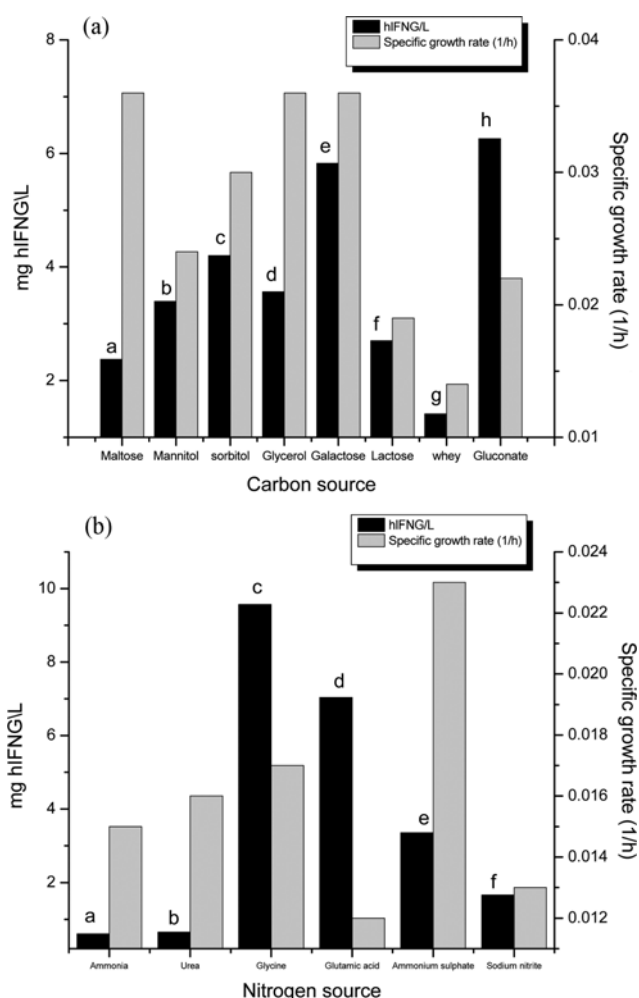 (a)
hIFNG/L
Specific growth rate (1/h)
8
6
4
2
mg hIFNG\L
0.04
0.03
0.02
0.01
Specific growth rate (1/h)
a
b
c
d
e
f
g
h
Maltose Mannitol sorbitol Glycerol Galactose Lactose whey Gluconate
Carbon source
(b)
hIFNG/L
Specific growth rate (1/h)
10
8
6
4
2
mg hIFNG\L
0.024
0.022
0.020
0.018
0.016
0.014
0.012
Specific growth rate (1/h)
a
b
c
d
e
f
Ammonia Urea Glycine Glutamic acid Ammonium sulphate Sodium nitrite
Nitrogen source